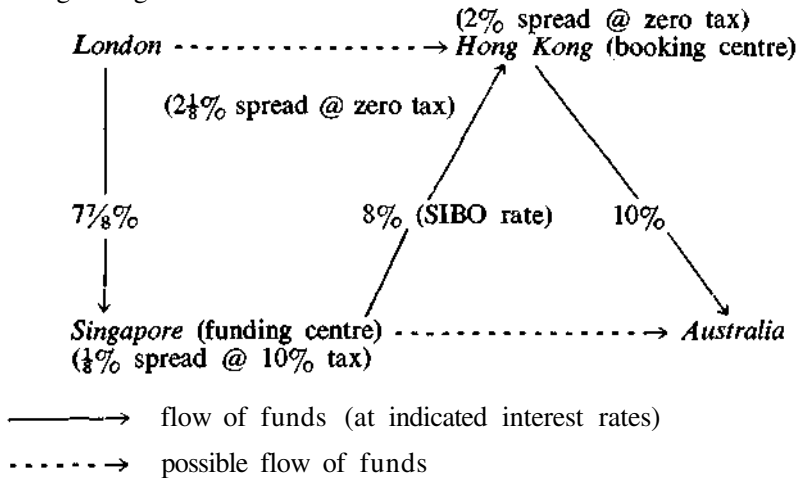 (2% spread @ zero tax)
London Hong Kong (booking centre)
(2⅛% spread @ zero tax)
7⅞% 8% (SIBO rate) 10%
Singapore (funding centre) Australia
(⅛% spread @ 10% tax)
flow of funds (at indicated interest rates)
possible flow of funds